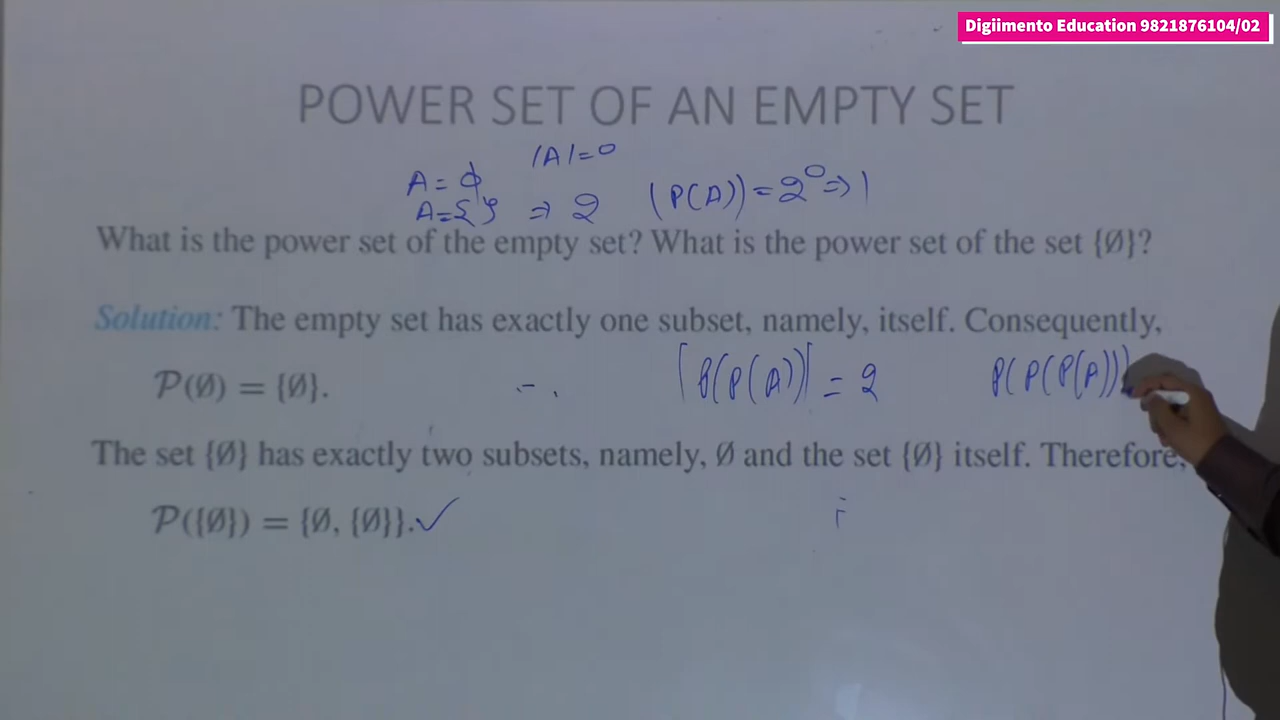 Digiimento Education 9821876104/02
POWER SET OF AN EMPTY SET
|A|=0
A=ϕ
A={} ⇒ 2 (P(A))=2⁰⇒1
What is the power set of the empty set? What is the power set of the set {Ø}?
Solution: The empty set has exactly one subset, namely, itself. Consequently,
P(Ø) = {Ø}. |P(P(A))| = 2 P(P(P(A)))
The set {Ø} has exactly two subsets, namely, Ø and the set {Ø} itself. Therefore,
P({Ø}) = {Ø, {Ø}}.✓